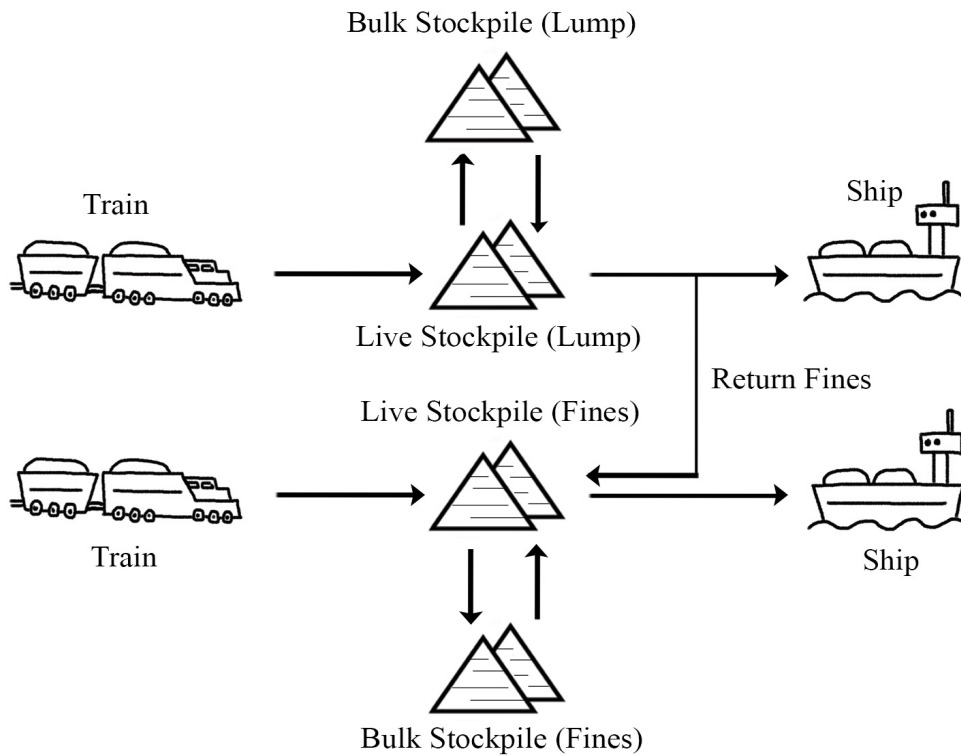 Bulk Stockpile (Lump)
Train
Ship
Live Stockpile (Lump)
Return Fines
Live Stockpile (Fines)
Train
Ship
Bulk Stockpile (Fines)